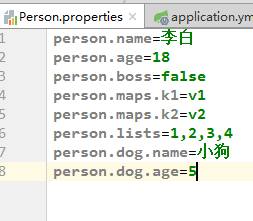 Person.properties application.ym
1 person.name=李白
2 person.age=18
3 person.boss=false
4 person.maps.k1=v1
5 person.maps.k2=v2
6 person.lists=1,2,3,4
7 person.dog.name=小狗
8 person.dog.age=5